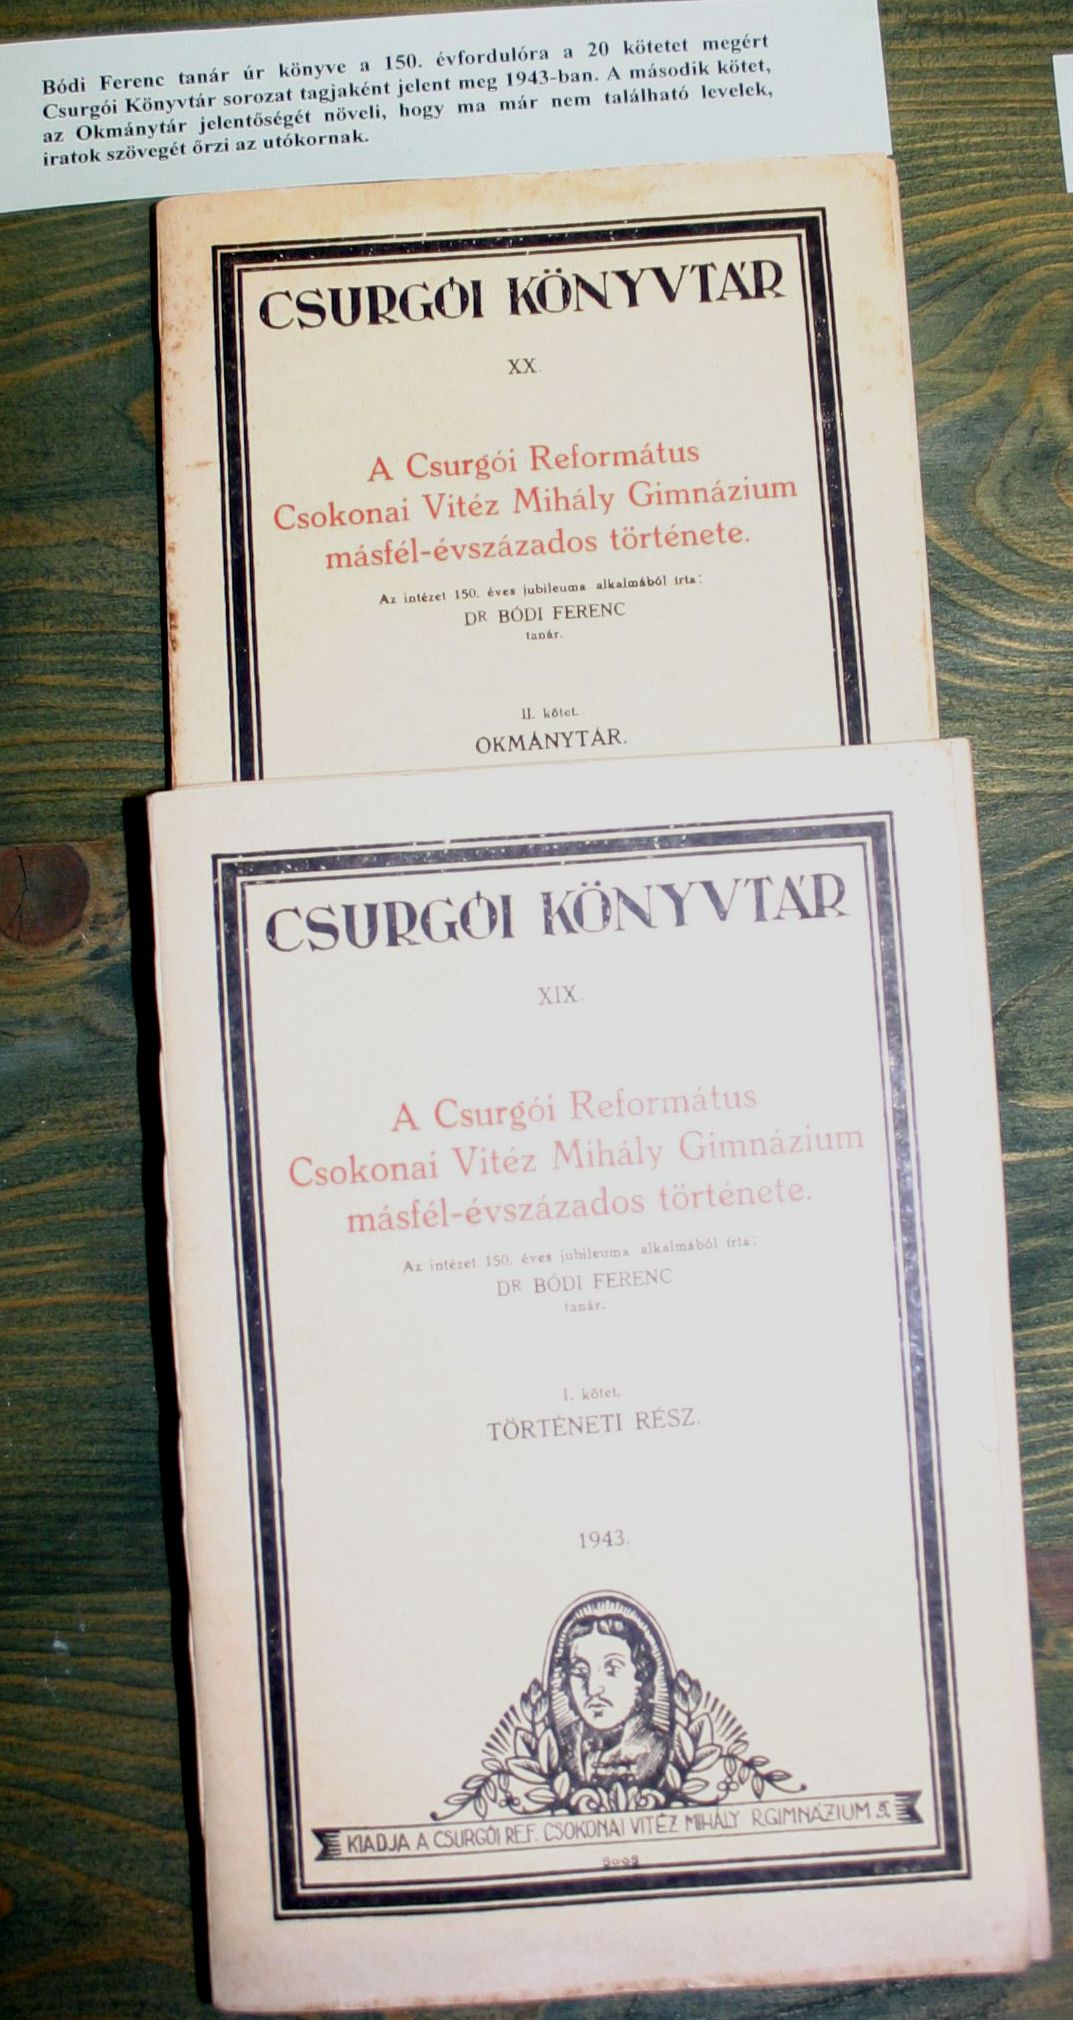 Bódi Ferenc tanár úr könyve a 150. évfordulóra a 20 kötetet megért
Csurgói Könyvtár sorozat tagjaként jelent meg 1943-ban. A második kötet,
az Okmánytár jelentőségét növeli, hogy ma már nem található levelek,
iratok szövegét őrzi az utókornak.
CSURGÓI KÖNYVTÁR
XX.
A Csurgói Református
Csokonai Vitéz Mihály Gimnázium
másfél-évszázados története.
Az intézet 150. éves jubileuma alkalmából írta:
DR BÓDI FERENC
tanár.
II. kötet.
OKMÁNYTÁR.
CSURGÓI KÖNYVTÁR
XIX.
A Csurgói Református
Csokonai Vitéz Mihály Gimnázium
másfél-évszázados története.
Az intézet 150. éves jubileuma alkalmából írta:
DR BÓDI FERENC
tanár.
I. kötet.
TÖRTÉNETI RÉSZ.
1943.
KIADJA A CSURGÓI REF. CSOKONAI VITÉZ MIHÁLY R.GIMNÁZIUM